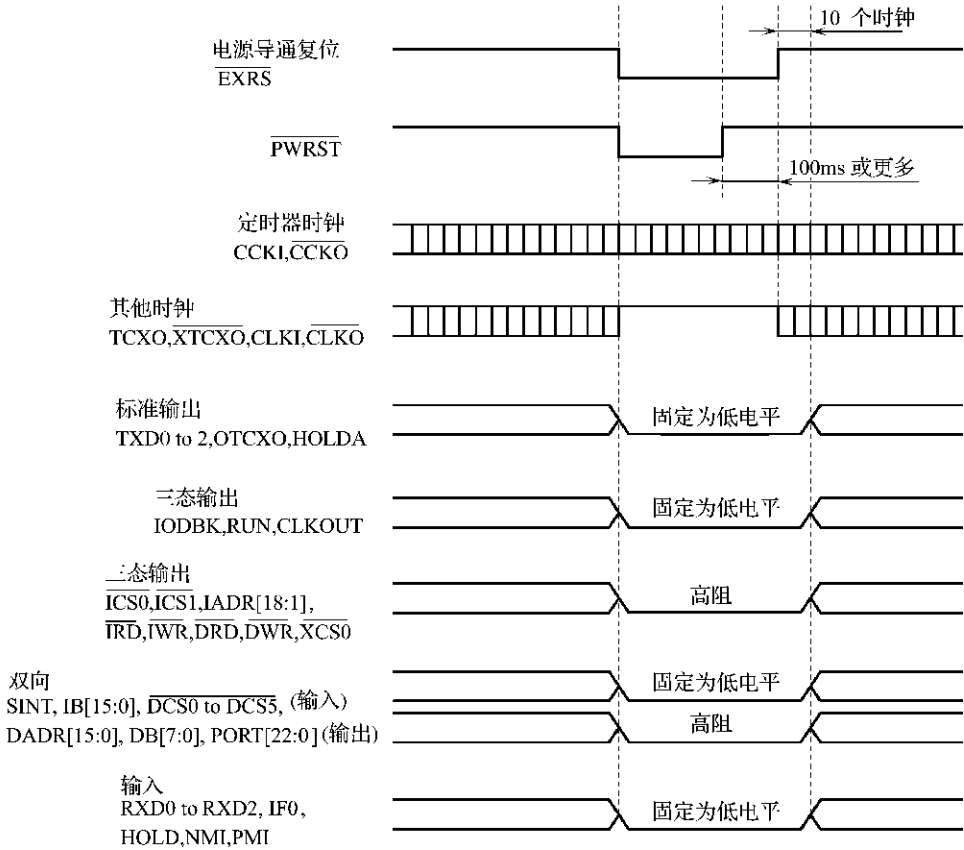 10 个时钟
电源导通复位
EXRS
PWRST
100ms 或更多
定时器时钟
CCKI,CCKO
其他时钟
TCXO,XTCXO,CLKI,CLKO
标准输出
TXD0 to 2,OTCXO,HOLDA
固定为低电平
三态输出
IODBK,RUN,CLKOUT
固定为低电平
三态输出
ICS0,ICS1,IADR[18:1],
IRD,IWR,DRD,DWR,XCS0
高阻
双向
SINT, IB[15:0], DCS0 to DCS5, (输入)
固定为低电平
DADR[15:0], DB[7:0], PORT[22:0] (输出)
高阻
输入
RXD0 to RXD2, IF0,
HOLD,NMI,PMI
固定为低电平